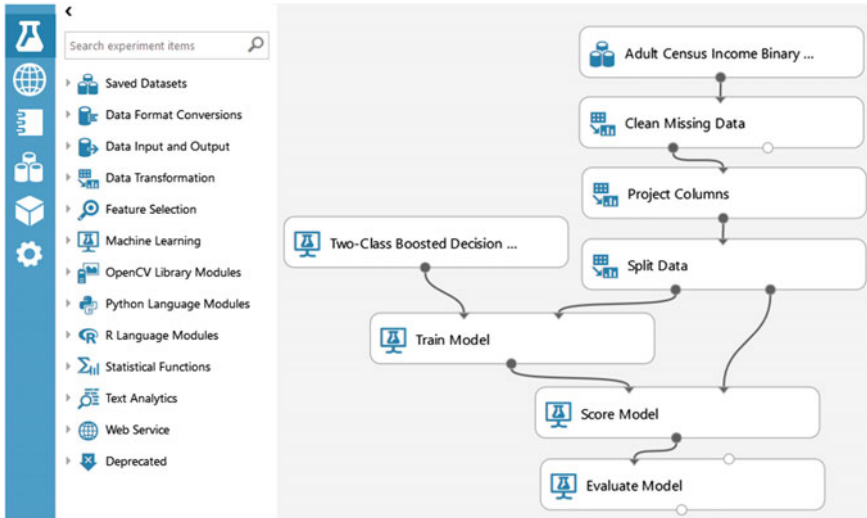 Search experiment items
Saved Datasets
Data Format Conversions
Data Input and Output
Data Transformation
Feature Selection
Machine Learning
OpenCV Library Modules
Python Language Modules
R Language Modules
Statistical Functions
Text Analytics
Web Service
Deprecated
Adult Census Income Binary ...
Clean Missing Data
Project Columns
Two-Class Boosted Decision ...
Split Data
Train Model
Score Model
Evaluate Model